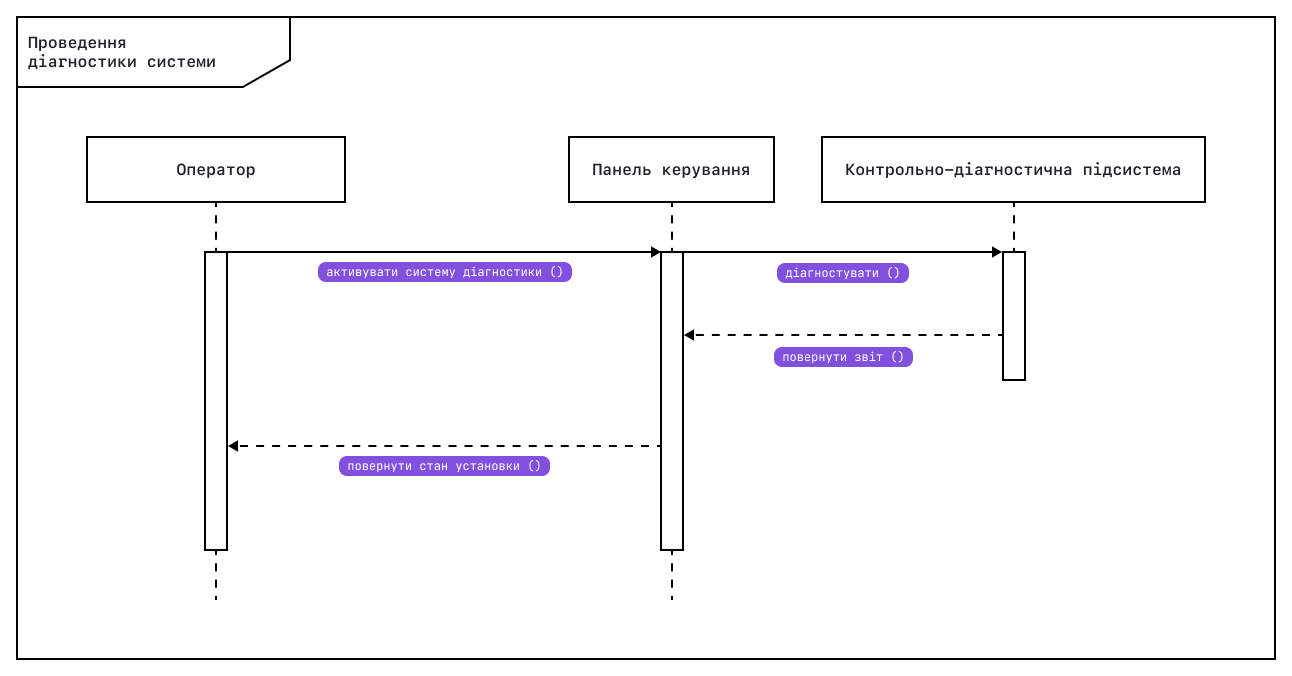 Проведення
діагностики системи
Оператор
Панель керування
Контрольно-діагностична підсистема
активувати систему діагностики ()
діагностувати ()
повернути звіт ()
повернути стан установки ()